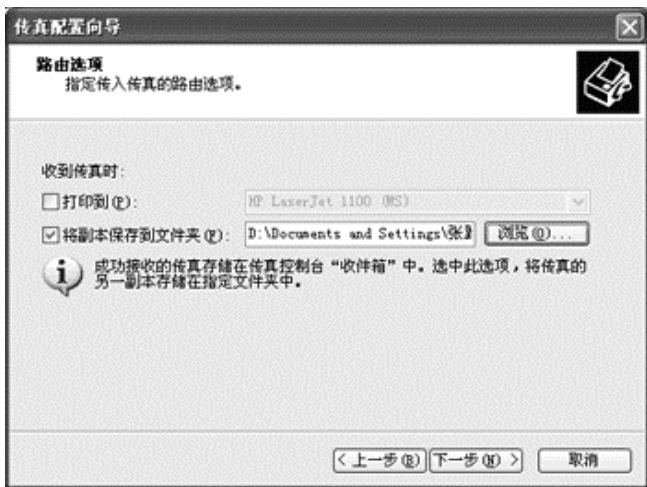 传真配置向导
路由选项
指定传入传真的路由选项。
收到传真时:
打印到(P): HP LaserJet 1100 (MS)
将副本保存到文件夹(F): D:\Documents and Settings\张 浏览(O)...
成功接收的传真存储在传真控制台“收件箱”中。选中此选项，将传真的
另一副本存储在指定文件夹中。
<上一步(B) 下一步(N) > 取消